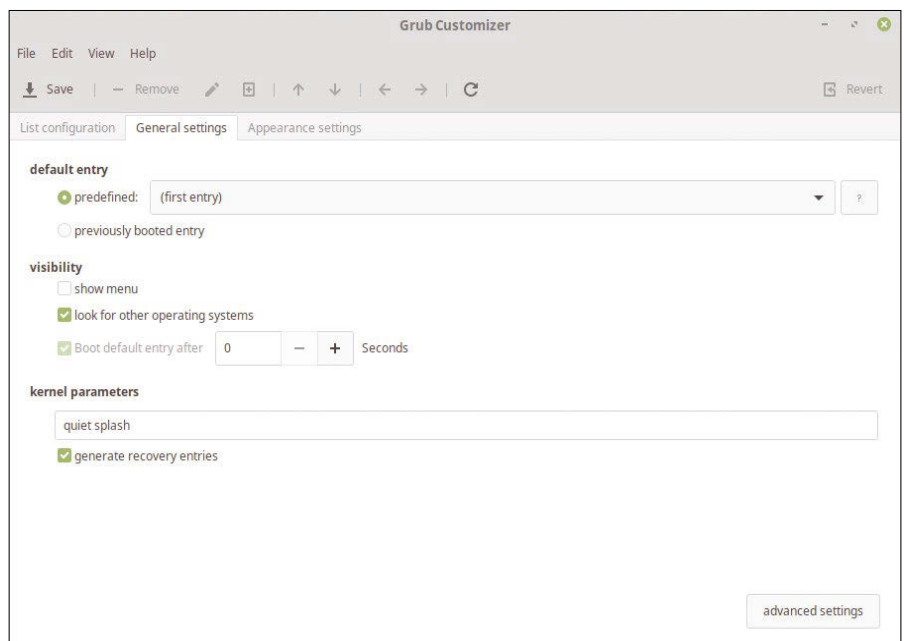 Grub Customizer
File Edit View Help
Save Remove Revert
List configuration General settings Appearance settings
default entry
predefined: (first entry) ?
previously booted entry
visibility
show menu
look for other operating systems
Boot default entry after 0 Seconds
kernel parameters
quiet splash
generate recovery entries
advanced settings